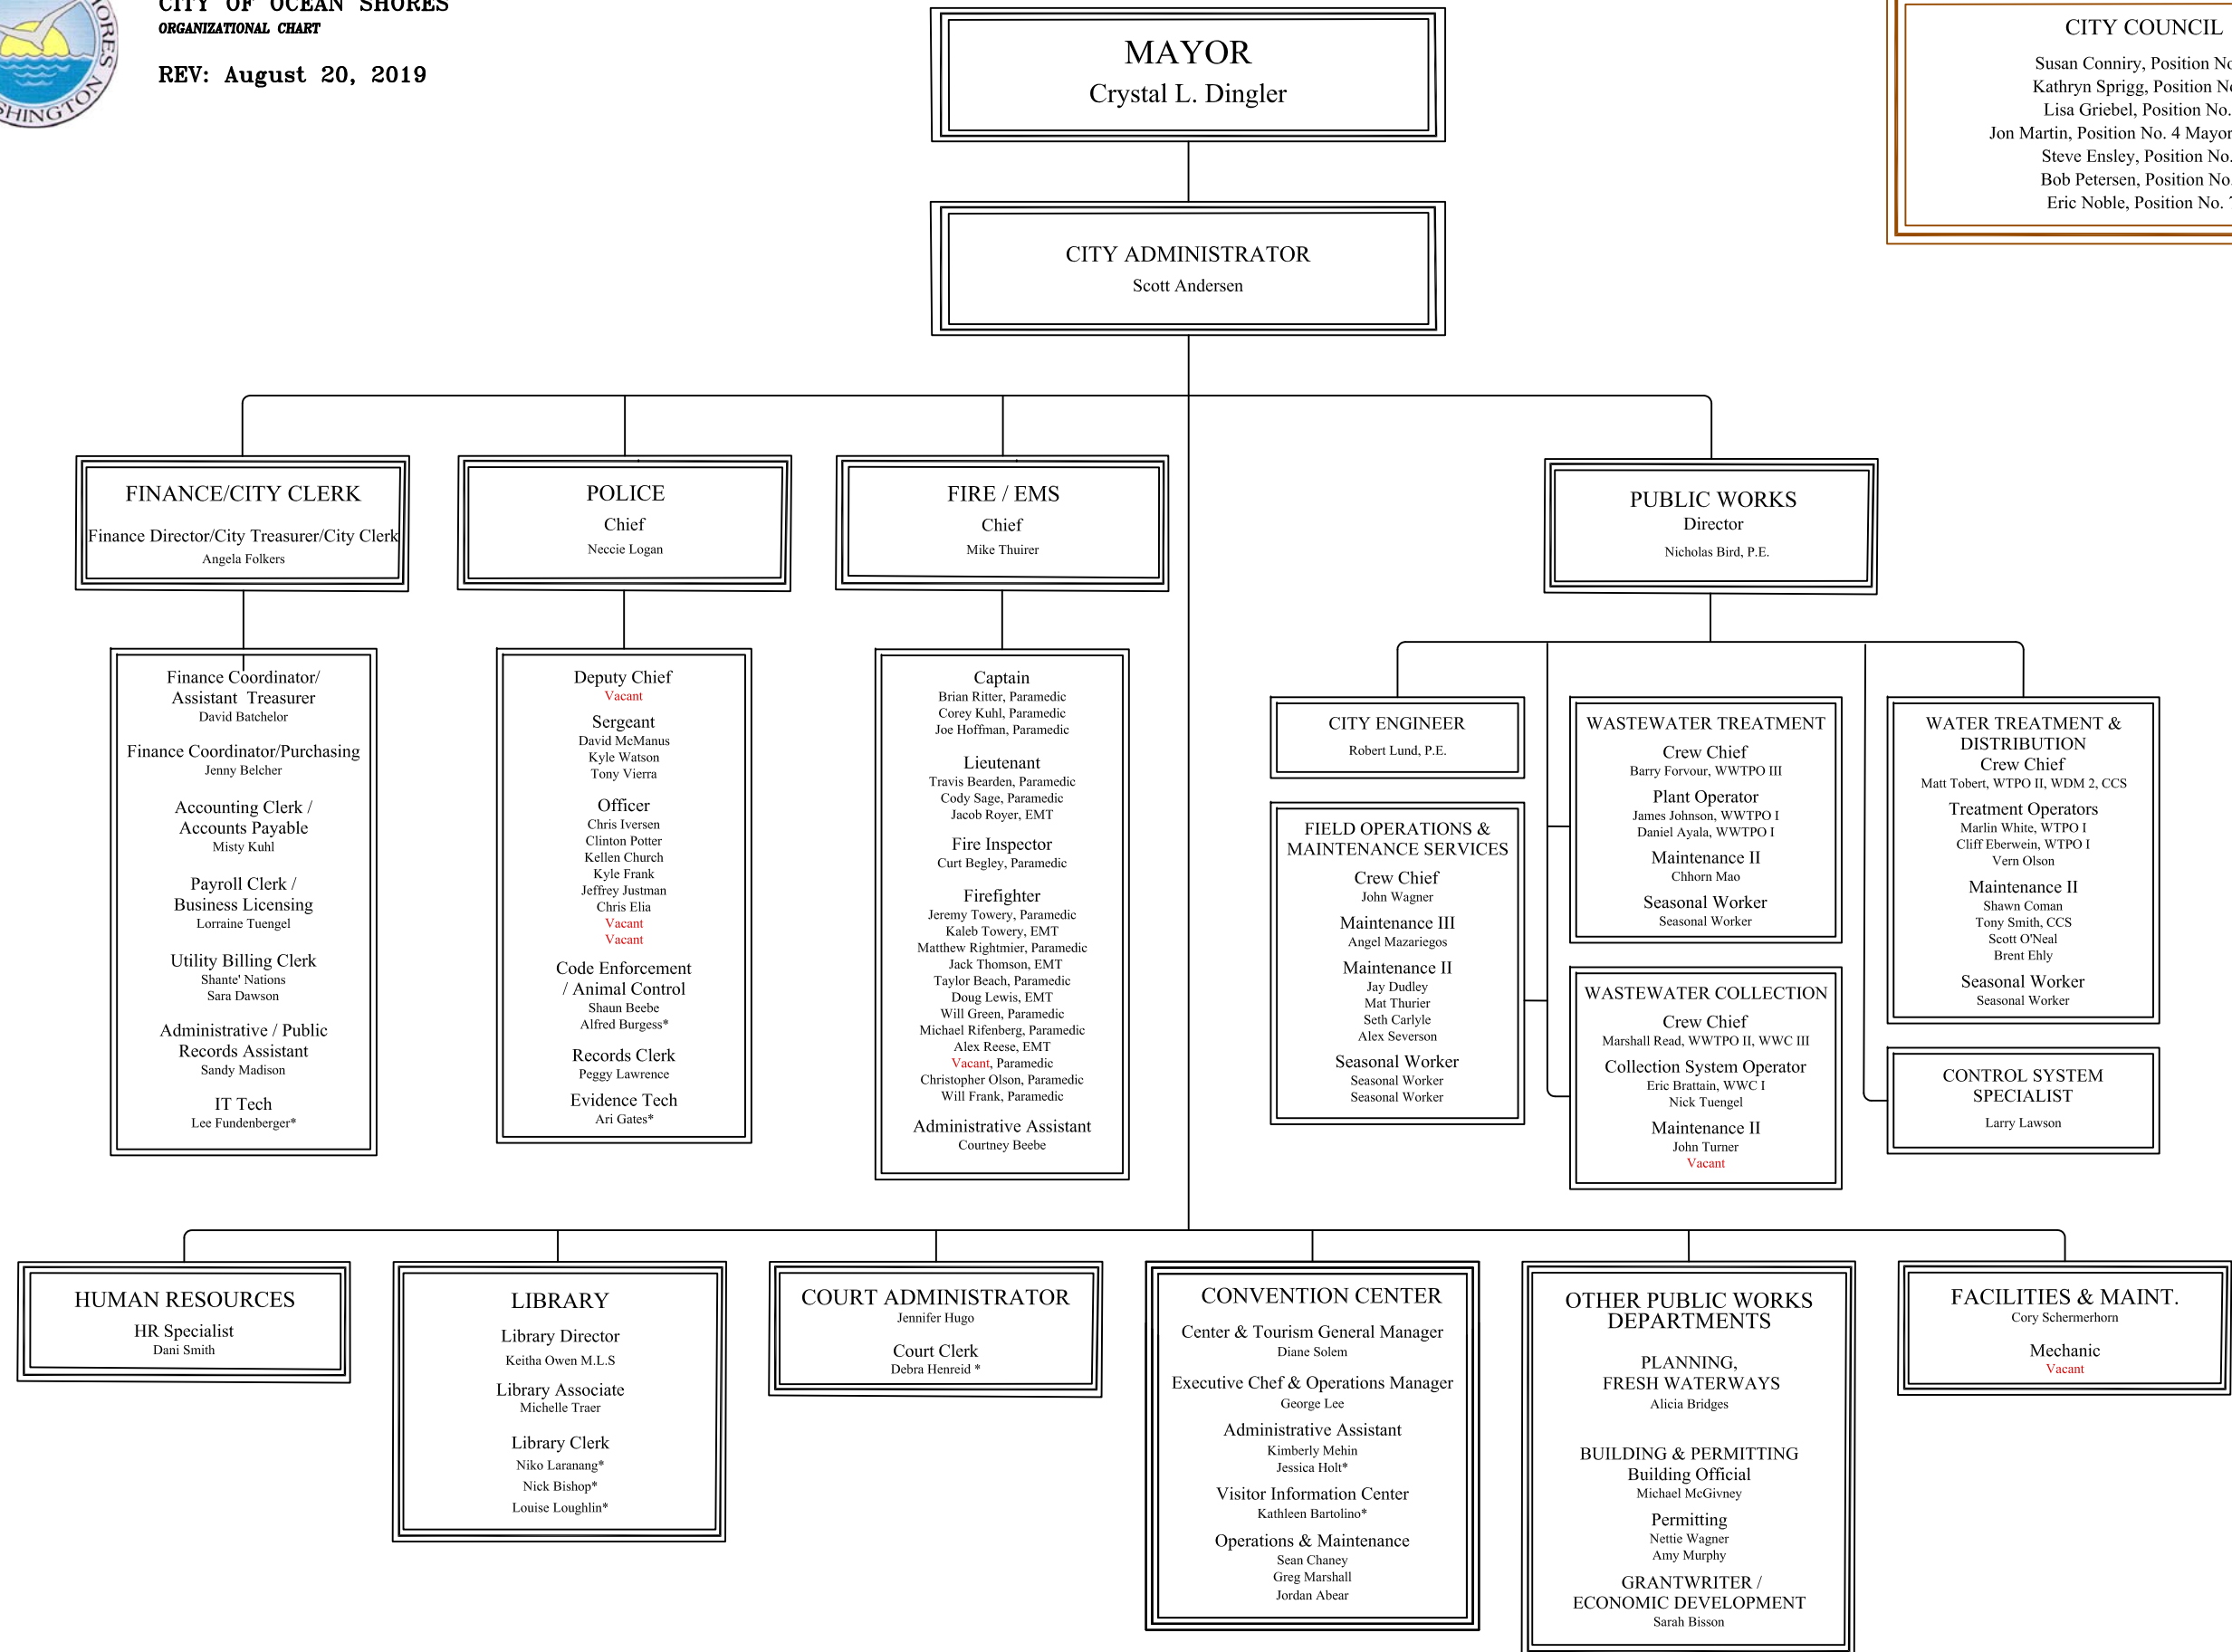 CITY OF OCEAN SHORES
ORGANIZATIONAL CHART
REV: August 20, 2019
MAYOR
Crystal L. Dingler
CITY COUNCIL
Susan Conniry, Position
Kathryn Sprigg, Position
Lisa Griebel, Position No.
Jon Martin, Position No. 4 Mayor
Steve Ensley, Position No.
Bob Petersen, Position No.
Eric Noble, Position No.
CITY ADMINISTRATOR
Scott Andersen
FINANCE/CITY CLERK
Finance Director/City Treasurer/City Clerk
Angela Folkers
POLICE
Chief
Neccie Logan
FIRE / EMS
Chief
Mike Thuirer
PUBLIC WORKS
Director
Nicholas Bird, P.E.
Finance Coordinator/
Assistant Treasurer
David Batchelor
Finance Coordinator/Purchasing
Jenny Belcher
Accounting Clerk /
Accounts Payable
Misty Kuhl
Payroll Clerk /
Business Licensing
Lorraine Tuengel
Utility Billing Clerk
Shante' Nations
Sara Dawson
Administrative / Public
Records Assistant
Sandy Madison
IT Tech
Lee Fundenberger*
Deputy Chief
Vacant
Sergeant
David McManus
Kyle Watson
Tony Vierra
Officer
Chris Iversen
Clinton Potter
Kellen Church
Kyle Frank
Jeffrey Justman
Chris Elia
Vacant
Vacant
Code Enforcement
/ Animal Control
Shaun Beebe
Alfred Burgess*
Records Clerk
Peggy Lawrence
Evidence Tech
Ari Gates*
Captain
Brian Ritter, Paramedic
Corey Kuhl, Paramedic
Joe Hoffman, Paramedic
Lieutenant
Travis Bearden, Paramedic
Cody Sage, Paramedic
Jacob Royer, EMT
Fire Inspector
Curt Begley, Paramedic
Firefighter
Jeremy Towery, Paramedic
Kaleb Towery, EMT
Matthew Rightmier, Paramedic
Jack Thomson, EMT
Taylor Beach, Paramedic
Doug Lewis, EMT
Will Green, Paramedic
Michael Rifenberg, Paramedic
Alex Reese, EMT
Vacant, Paramedic
Christopher Olson, Paramedic
Will Frank, Paramedic
Administrative Assistant
Courtney Beebe
CITY ENGINEER
Robert Lund, P.E.
FIELD OPERATIONS &
MAINTENANCE SERVICES
Crew Chief
John Wagner
Maintenance III
Angel Mazariegos
Maintenance II
Jay Dudley
Mat Thurier
Seth Carlyle
Alex Severson
Seasonal Worker
Seasonal Worker
Seasonal Worker
WASTEWATER TREATMENT
Crew Chief
Barry Forvour, WWTPO III
Plant Operator
James Johnson, WWTPO I
Daniel Ayala, WWTPO I
Maintenance II
Chhorn Mao
Seasonal Worker
Seasonal Worker
WASTEWATER COLLECTION
Crew Chief
Marshall Read, WWTPO II, WWC III
Collection System Operator
Eric Brattain, WWC I
Nick Tuengel
Maintenance II
John Turner
Vacant
WATER TREATMENT &
DISTRIBUTION
Crew Chief
Matt Tobert, WTPO II, WDM 2, CCS
Treatment Operators
Marlin White, WTPO I
Cliff Eberwein, WTPO I
Vern Olson
Maintenance II
Shawn Coman
Tony Smith, CCS
Scott O'Neal
Brent Ehly
Seasonal Worker
Seasonal Worker
CONTROL SYSTEM
SPECIALIST
Larry Lawson
HUMAN RESOURCES
HR Specialist
Dani Smith
LIBRARY
Library Director
Keitha Owen M.L.S
Library Associate
Michelle Traer
Library Clerk
Niko Laranang*
Nick Bishop*
Louise Loughlin*
COURT ADMINISTRATOR
Jennifer Hugo
Court Clerk
Debra Henreid *
CONVENTION CENTER
Center & Tourism General Manager
Diane Solem
Executive Chef & Operations Manager
George Lee
Administrative Assistant
Kimberly Mehin
Jessica Holt*
Visitor Information Center
Kathleen Bartolino*
Operations & Maintenance
Sean Chaney
Greg Marshall
Jordan Abear
OTHER PUBLIC WORKS
DEPARTMENTS
PLANNING,
FRESH WATERWAYS
Alicia Bridges
BUILDING & PERMITTING
Building Official
Michael McGivney
Permitting
Nettie Wagner
Amy Murphy
GRANTWRITER /
ECONOMIC DEVELOPMENT
Sarah Bisson
FACILITIES & MAINT.
Cory Schermerhorn
Mechanic
Vacant